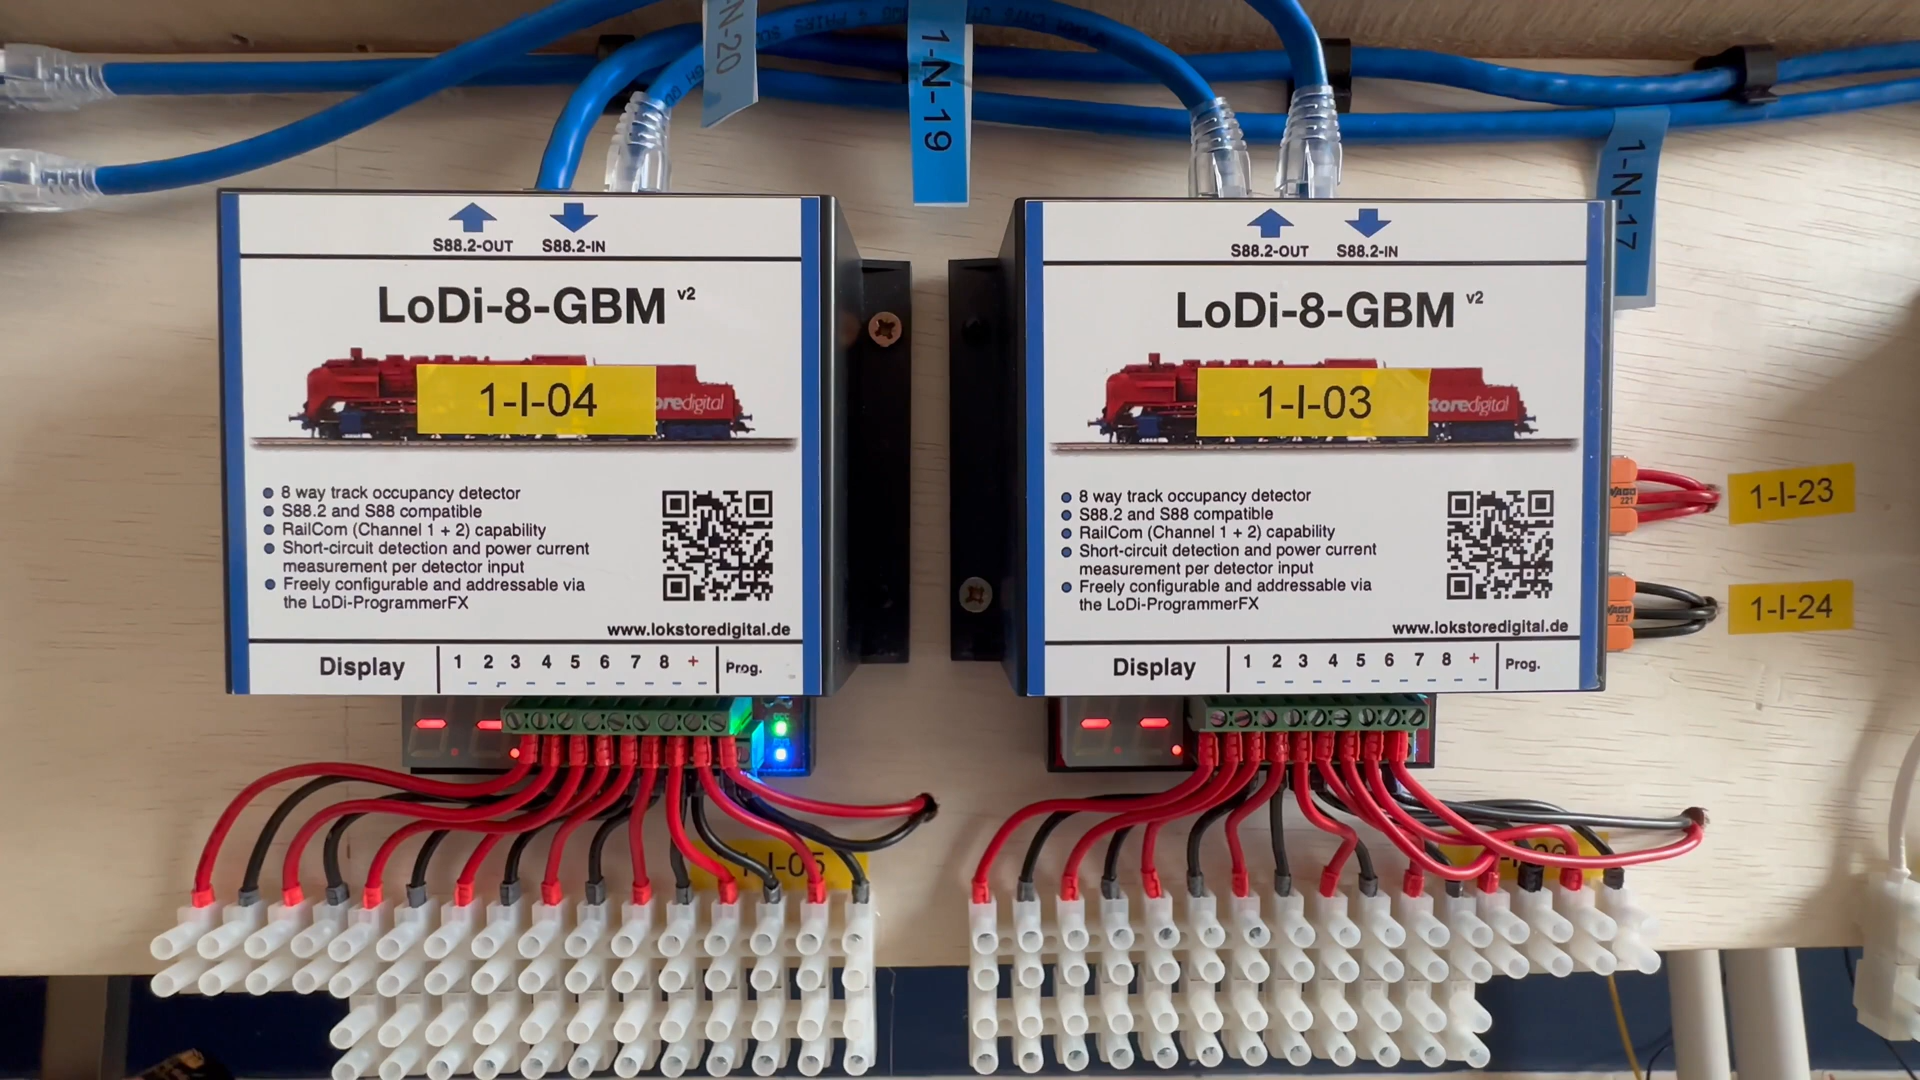 N-20
1-N-19
1-N-17
S88.2-OUT S88.2-IN
LoDi-8-GBM v2
1-I-04
oredigital
8 way track occupancy detector
S88.2 and S88 compatible
RailCom (Channel 1 + 2) capability
Short-circuit detection and power current
measurement per detector input
Freely configurable and addressable via
the LoDi-ProgrammerFX
www.lokstoredigital.de
Display 1 2 3 4 5 6 7 8 + Prog.
S88.2-OUT S88.2-IN
LoDi-8-GBM v2
1-I-03
storedigital
8 way track occupancy detector
S88.2 and S88 compatible
RailCom (Channel 1 + 2) capability
Short-circuit detection and power current
measurement per detector input
Freely configurable and addressable via
the LoDi-ProgrammerFX
www.lokstoredigital.de
Display 1 2 3 4 5 6 7 8 + Prog.
WAGO
221
1-I-23
WAGO
221
1-I-24